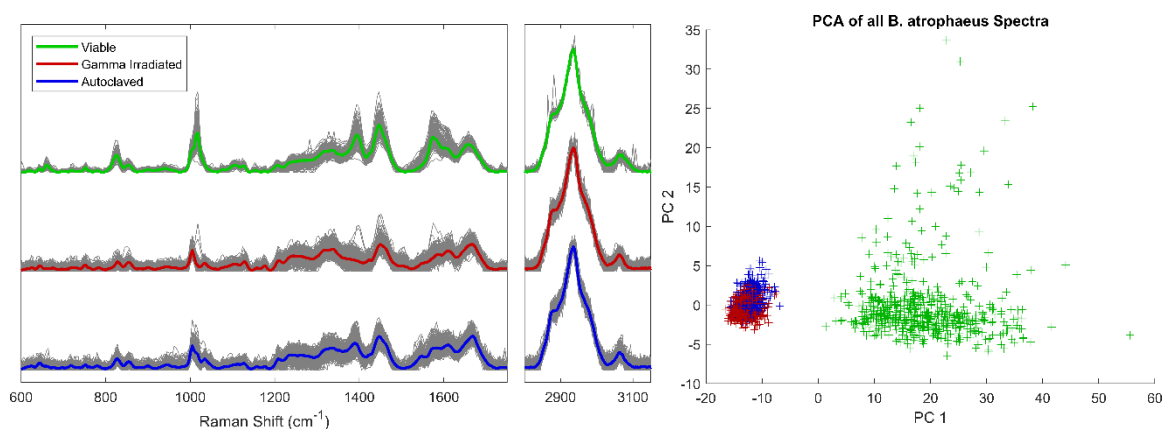 Viable
Gamma Irradiated
Autoclaved
600 800 1000 1200 1400 1600
2900 3100
Raman Shift (cm⁻¹)
PCA of all B. atrophaeus Spectra
35
30
25
20
15
10
5
0
-5
-10
PC 2
-20 -10 0 10 20 30 40 50 60
PC 1